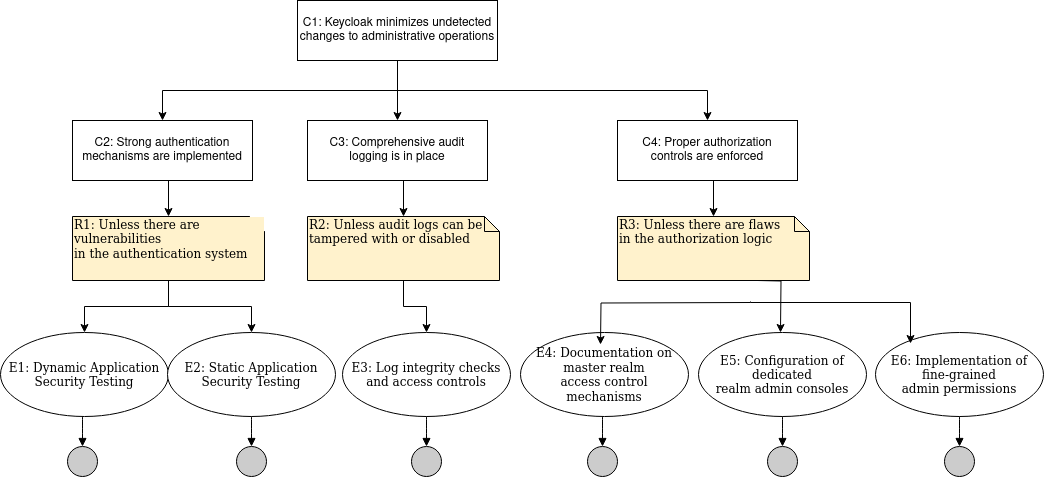 C1: Keycloak minimizes undetected
changes to administrative operations
C2: Strong authentication
mechanisms are implemented
C3: Comprehensive audit
logging is in place
C4: Proper authorization
controls are enforced
R1: Unless there are
vulnerabilities
in the authentication system
R2: Unless audit logs can be
tampered with or disabled
R3: Unless there are flaws
in the authorization logic
E1: Dynamic Application
Security Testing
E2: Static Application
Security Testing
E3: Log integrity checks
and access controls
E4: Documentation on
master realm
access control
mechanisms
E5: Configuration of
dedicated
realm admin consoles
E6: Implementation of
fine-grained
admin permissions